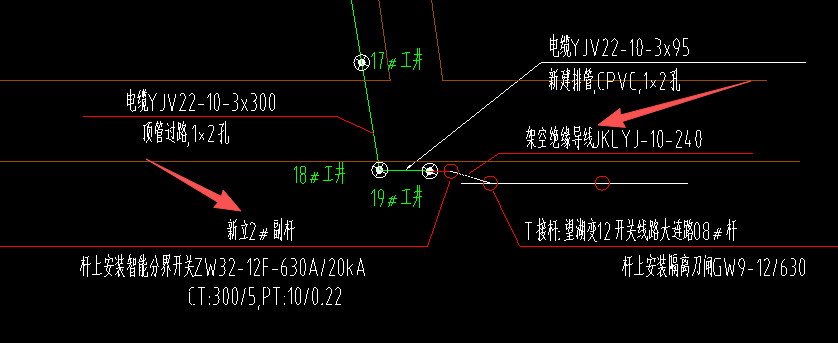 17#工井
电缆YJV22-10-3x95
新建排管,CPVC,1×2孔
电缆YJV22-10-3x300
顶管过路,1×2孔
架空绝缘导线JKLYJ-10-240
18#工井
19#工井
新立2#副杆
T接杆:望湖变12开关线路大连路08#杆
杆上安装智能分界开关ZW32-12F-630A/20kA
杆上安装隔离刀闸GW9-12/630
CT:300/5,PT:10/0.22